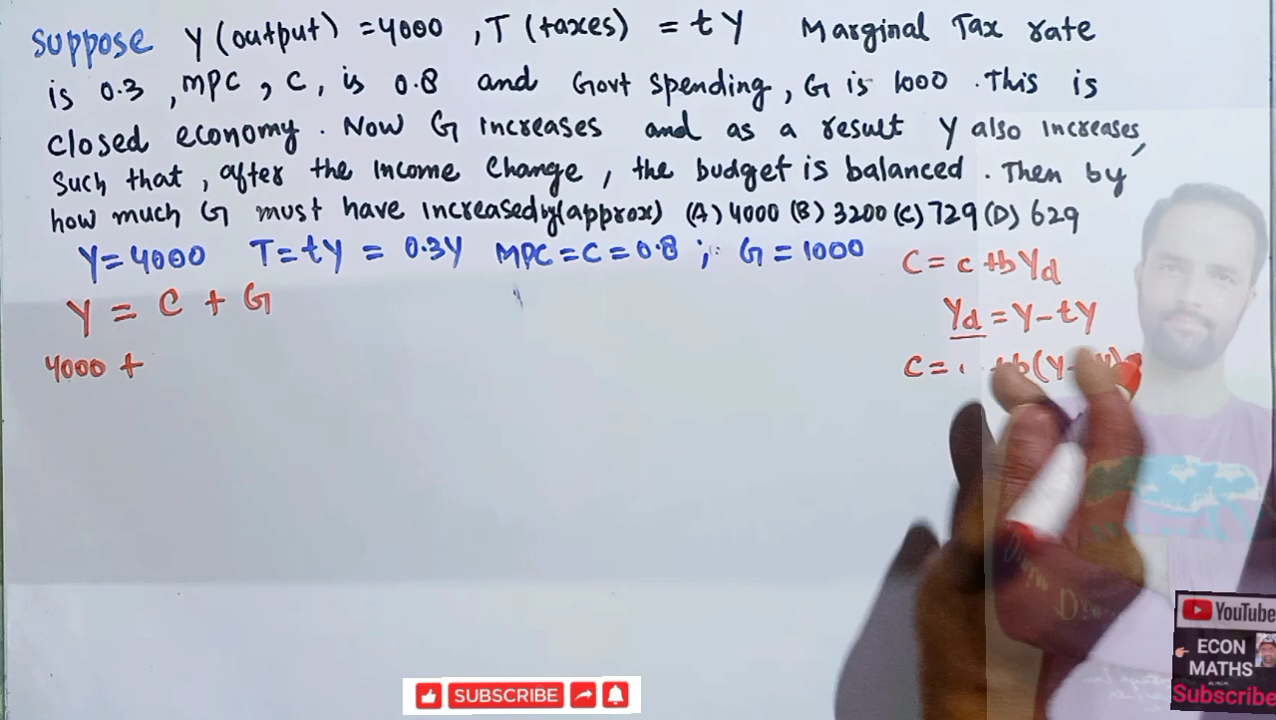 Suppose Y (output) = 4000 , T (taxes) = tY Marginal Tax rate
is 0.3 , MPC , C , is 0.8 and Govt Spending, G is 1000 . This is
closed economy . Now G increases and as a result Y also increases,
Such that , after the Income Change , the budget is balanced . Then by
how much G must have increased by (approx) (A) 4000 (B) 3200 (C) 729 (D) 629
Y = 4000 T = tY = 0.3Y MPC = C = 0.8 ; G = 1000
C = c + b Yd
Y = C + G
Yd = Y - tY
4000 +
C = + b (Y -
YouTube
ECON
MATHS
Subscribe
SUBSCRIBE